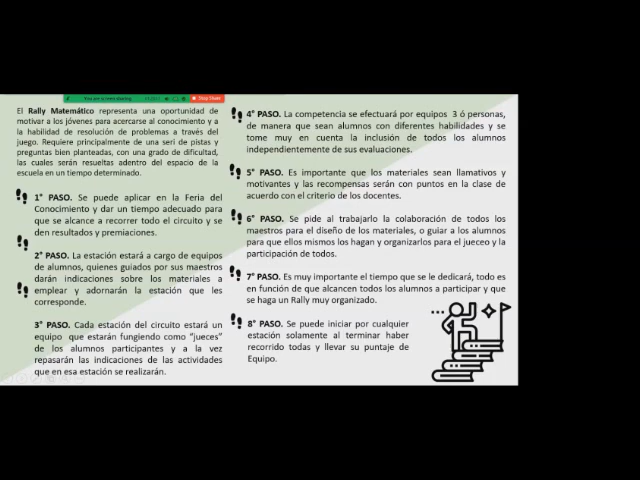 El Rally Matemático representa una oportunidad de
motivar a los jóvenes para acercarse al conocimiento y a
la habilidad de resolución de problemas a través del
juego. Requiere principalmente de una seri de pistas y
preguntas bien planteadas, con una grado de dificultad,
las cuales serán resueltas adentro del espacio de la
escuela en un tiempo determinado.
1° PASO. Se puede aplicar en la Feria del
Conocimiento y dar un tiempo adecuado para
que se alcance a recorrer todo el circuito y se
den resultados y premiaciones.
2° PASO. La estación estará a cargo de equipos
de alumnos, quienes guiados por sus maestro
darán indicaciones sobre los materiales a
emplear y adornarán la estación que les
corresponde.
3° PASO. Cada estación del circuito estará un
equipo que estarán fungiendo como “jueces”
de los alumnos participantes y a la vez
repasarán las indicaciones de las actividades
que en esa estación se realizarán.
4° PASO. La competencia se efectuará por equipos 3 ó personas,
de manera que sean alumnos con diferentes habilidades y se
tome muy en cuenta la inclusión de todos los alumnos
independientemente de sus evaluaciones.
5° PASO. Es importante que los materiales sean llamativos y
motivantes y las recompensas serán con puntos en la clase de
acuerdo con el criterio de los docentes.
6° PASO. Se pide al trabajarlo la colaboración de todos los
maestros para el diseño de los materiales, o guiar a los alumnos
para que ellos mismos los hagan y organizarlos para el jueceo y la
participación de todos.
7° PASO. Es muy importante el tiempo que se le dedicará, todo es
en función de que alcancen todos los alumnos a participar y que
se haga un Rally muy organizado.
8° PASO. Se puede iniciar por cualquier
estación solamente al terminar haber
recorrido todas y llevar su puntaje de
Equipo.